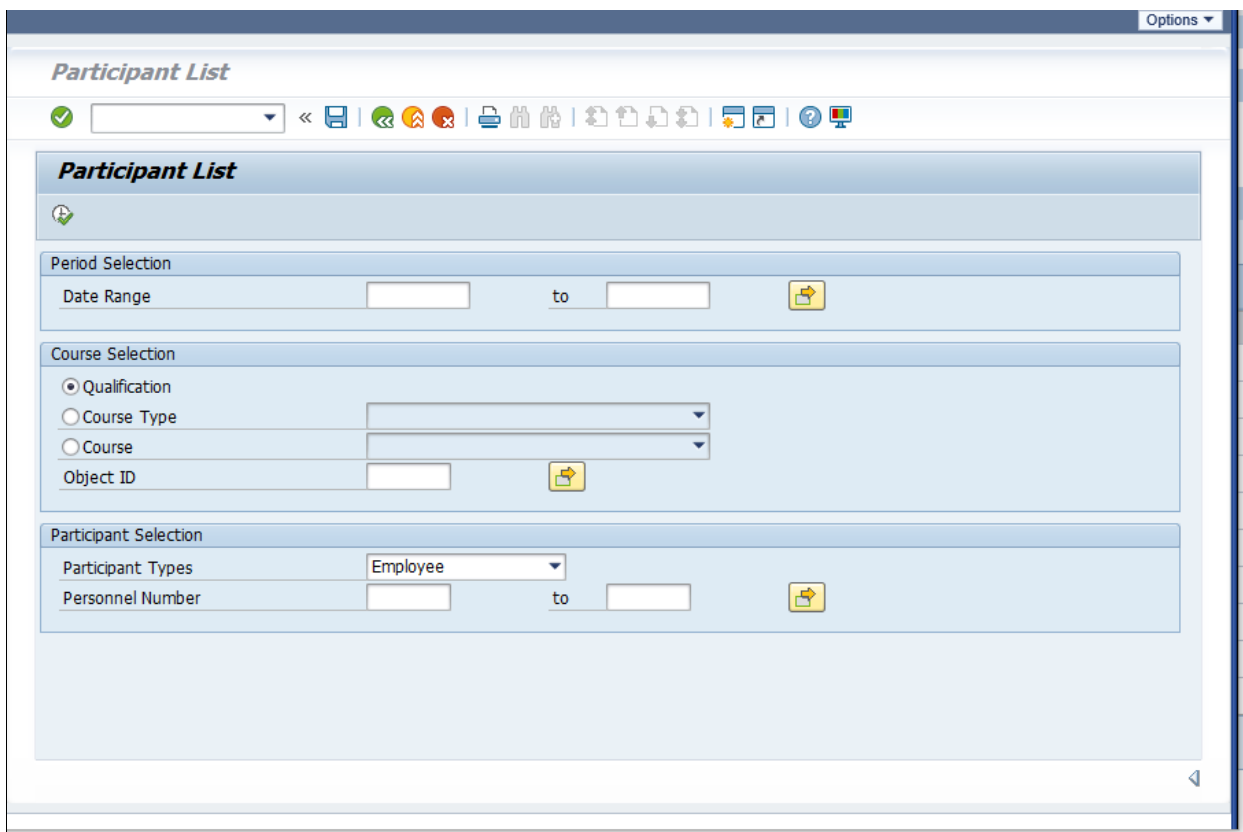 Options
Participant List
Participant List
Period Selection
Date Range to
Course Selection
Qualification
Course Type
Course
Object ID
Participant Selection
Participant Types Employee
Personnel Number to